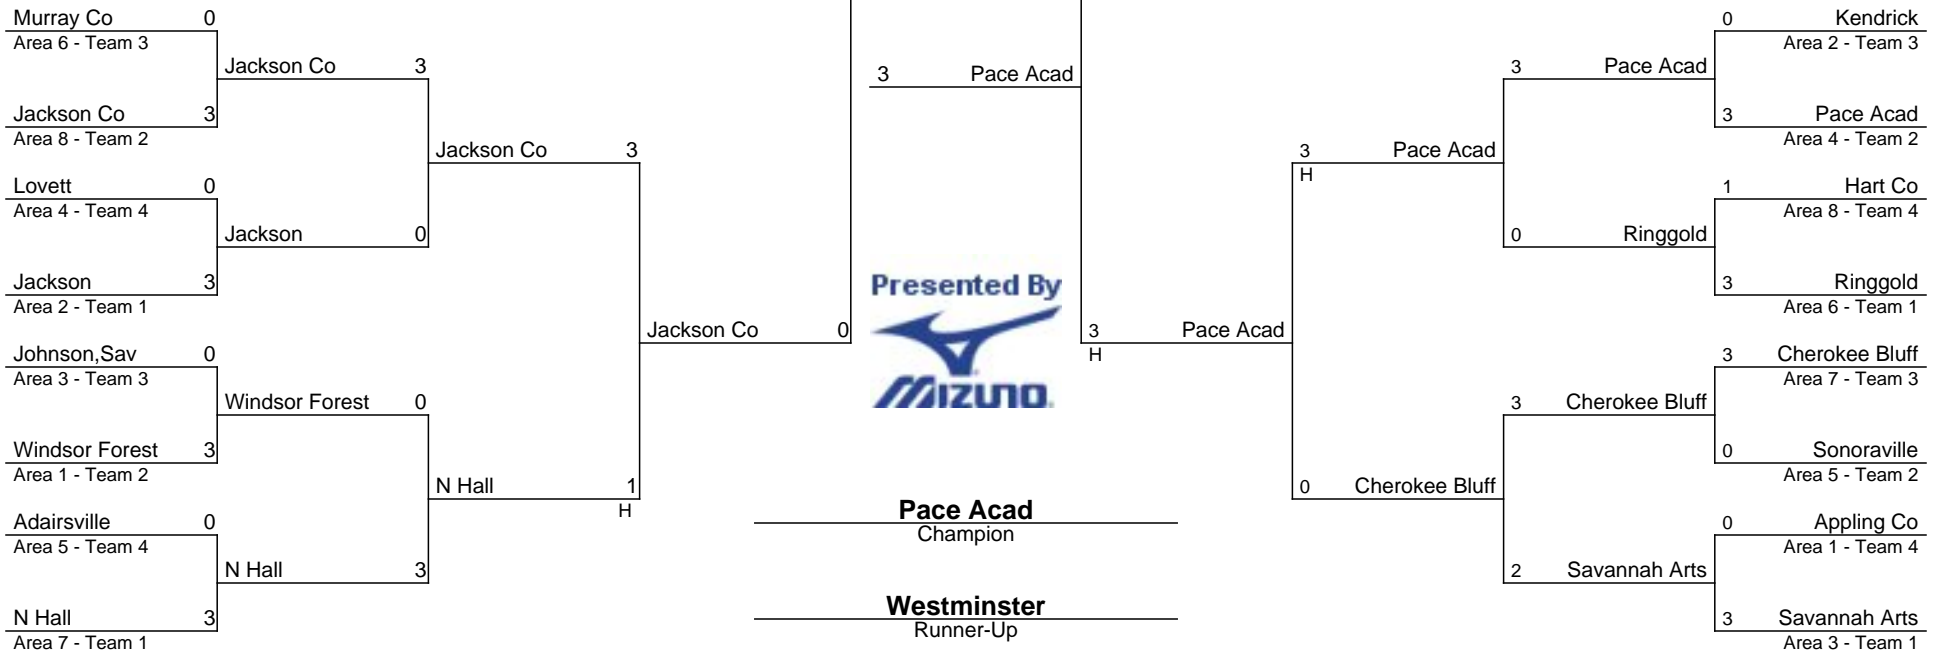 Murray Co 0
Area 6 - Team 3
Jackson Co 3
Jackson Co 3
Area 8 - Team 2
Jackson Co 3
Lovett 0
Area 4 - Team 4
Jackson 0
Jackson 3
Area 2 - Team 1
Jackson Co 0
Johnson,Sav 0
Area 3 - Team 3
Windsor Forest 0
Windsor Forest 3
Area 1 - Team 2
N Hall 1
H
Adairsville 0
Area 5 - Team 4
N Hall 3
N Hall 3
Area 7 - Team 1
3 Pace Acad
Presented By
MIZUNO
Pace Acad
Champion
Westminster
Runner-Up
0 Kendrick
Area 2 - Team 3
3 Pace Acad
3 Pace Acad
Area 4 - Team 2
3 Pace Acad
H
1 Hart Co
Area 8 - Team 4
0 Ringgold
3 Ringgold
Area 6 - Team 1
3 Pace Acad
H
3 Cherokee Bluff
Area 7 - Team 3
3 Cherokee Bluff
0 Sonoraville
Area 5 - Team 2
0 Cherokee Bluff
0 Appling Co
Area 1 - Team 4
2 Savannah Arts
3 Savannah Arts
Area 3 - Team 1